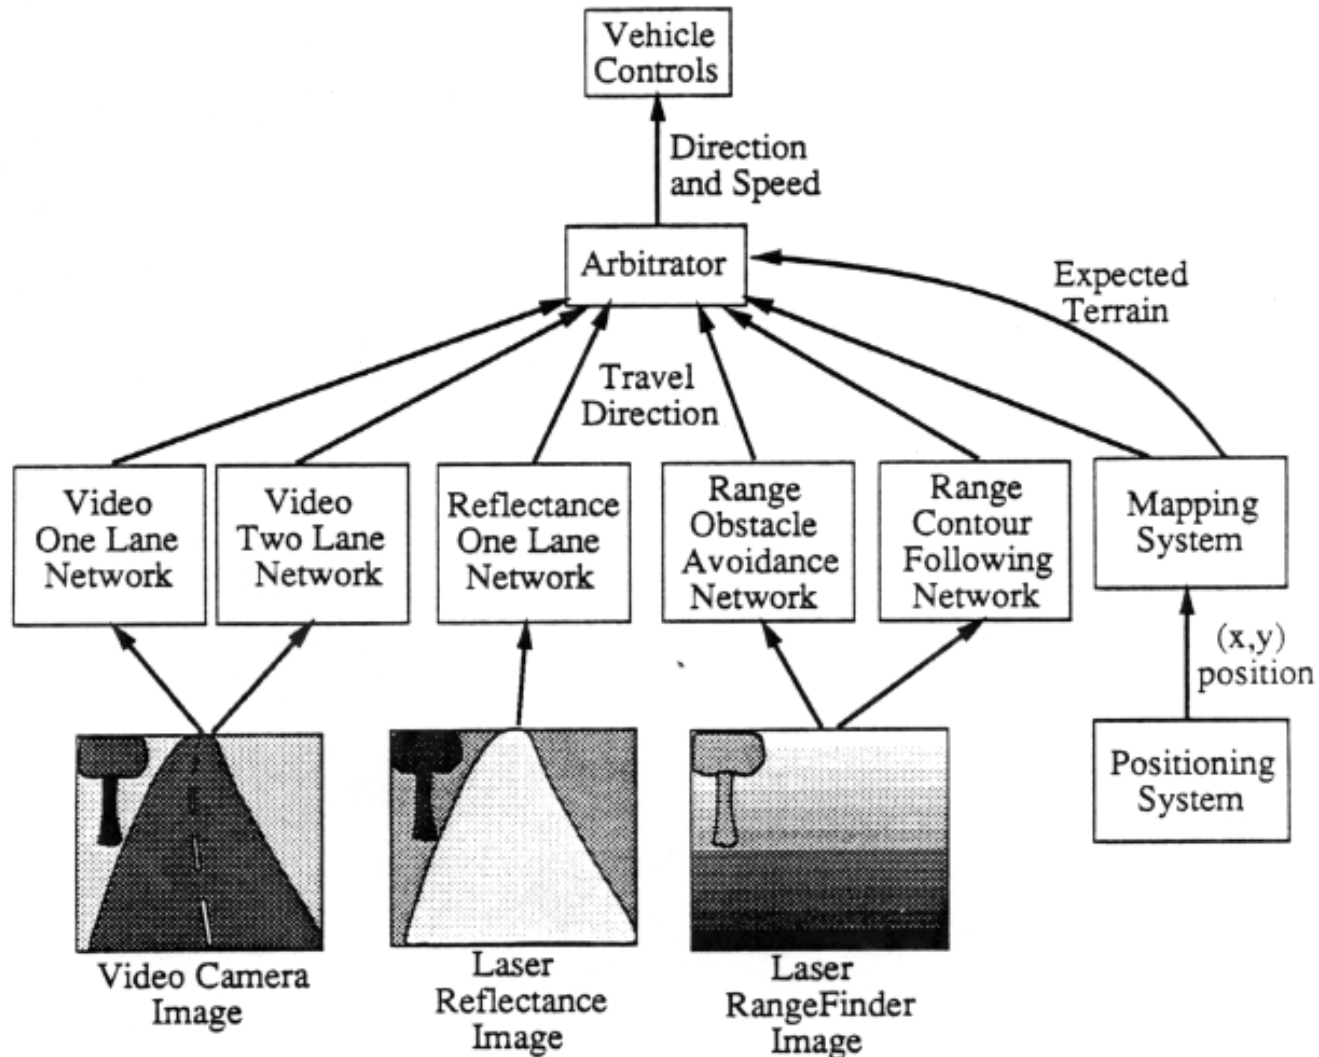 Vehicle
Controls
Direction
and Speed
Arbitrator
Expected
Terrain
Travel
Direction
Video
One Lane
Network
Video
Two Lane
Network
Reflectance
One Lane
Network
Range
Obstacle
Avoidance
Network
Range
Contour
Following
Network
Mapping
System
(x,y)
position
Positioning
System
Video Camera
Image
Laser
Reflectance
Image
Laser
RangeFinder
Image